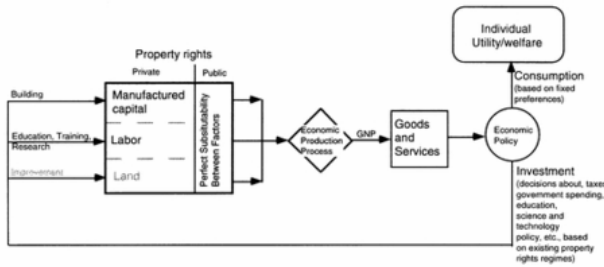 Individual
Utility/welfare
Property rights
Private
Public
Consumption
(based on fixed
preferences)
Building
Manufactured
capital
Education, Training,
Research
Labor
Improvement
Land
Perfect Subsitutability
Between Factors
Economic
Production
Process
GNP
Goods
and
Services
Economic
Policy
Investment
(decisions about, taxes
government spending,
education,
science and
technology
policy, etc., based
on existing property
rights regimes)